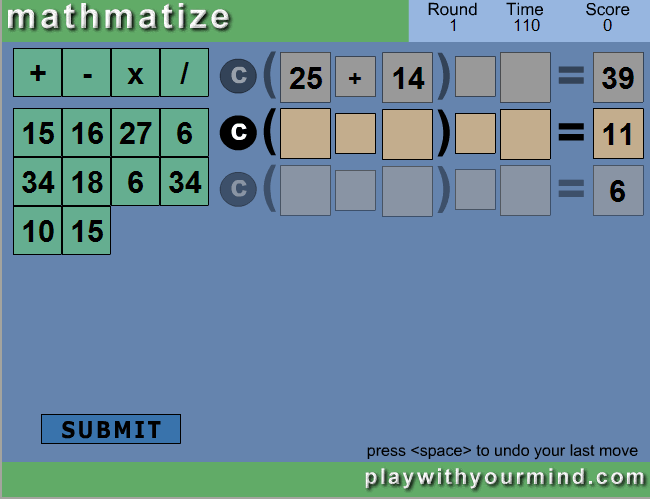 mathmatize
Round Time Score
1 110 0
+ - x / C ( 25 + 14 ) = 39
15 16 27 6 C ( ) = 11
34 18 6 34 C ( ) = 6
10 15
SUBMIT
press <space> to undo your last move
playwithyourmind.com